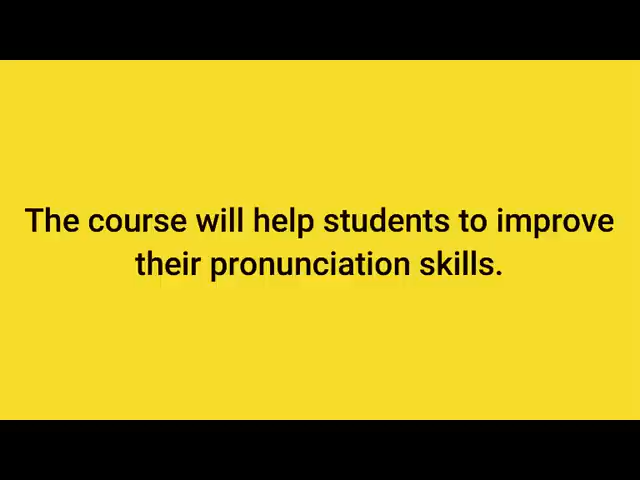 The course will help students to improve
their pronunciation skills.